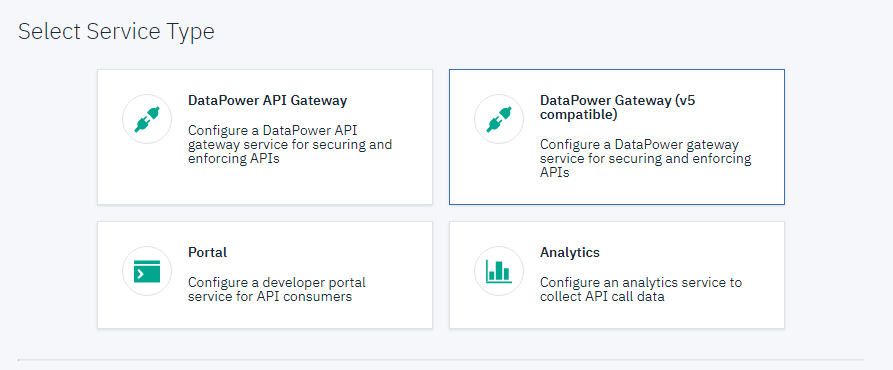 Select Service Type
DataPower API Gateway
Configure a DataPower API
gateway service for securing and
enforcing APIs
DataPower Gateway (v5
compatible)
Configure a DataPower gateway
service for securing and enforcing
APIs
Portal
Configure a developer portal
service for API consumers
Analytics
Configure an analytics service to
collect API call data